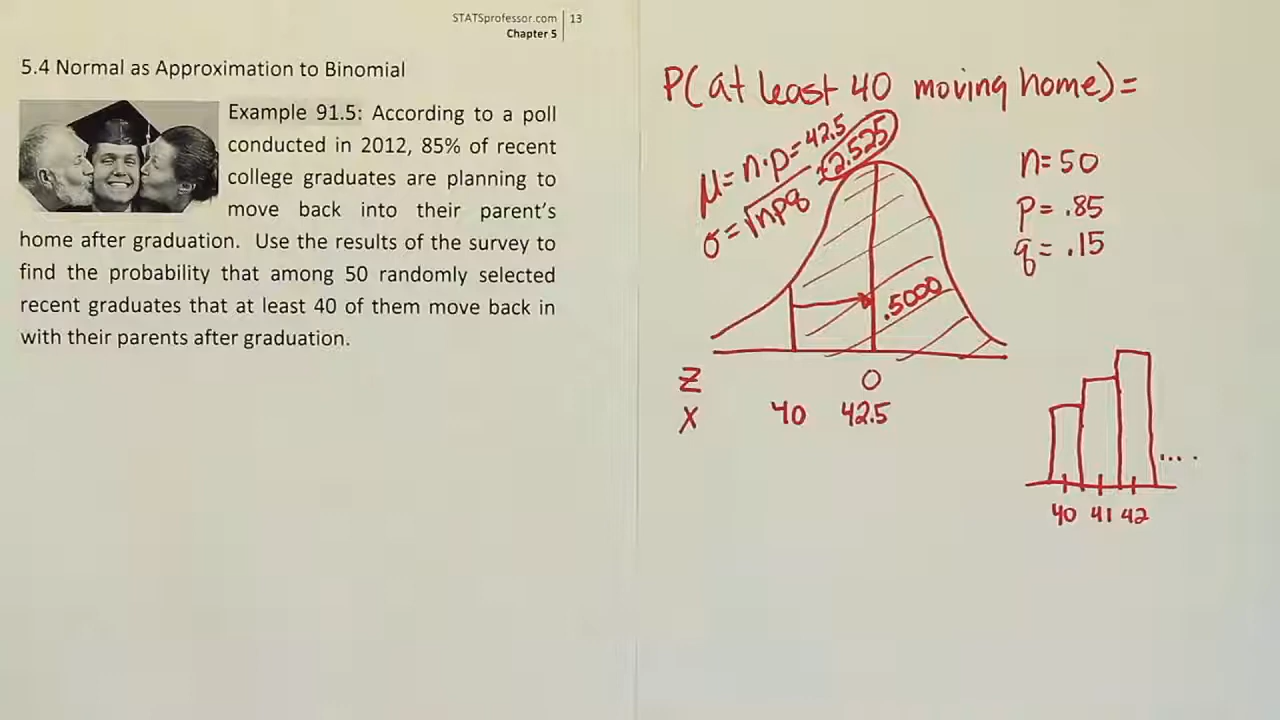 STATSprofessor.com 13
Chapter 5
5.4 Normal as Approximation to Binomial
Example 91.5: According to a poll
conducted in 2012, 85% of recent
college graduates are planning to
move back into their parent's
home after graduation. Use the results of the survey to
find the probability that among 50 randomly selected
recent graduates that at least 40 of them move back in
with their parents after graduation.
P(at least 40 moving home)=
μ=n·p=42.5
σ=√npq ≈2.525
n=50
p=.85
q=.15
.5000
Z 0
X 40 42.5
....
40 41 42